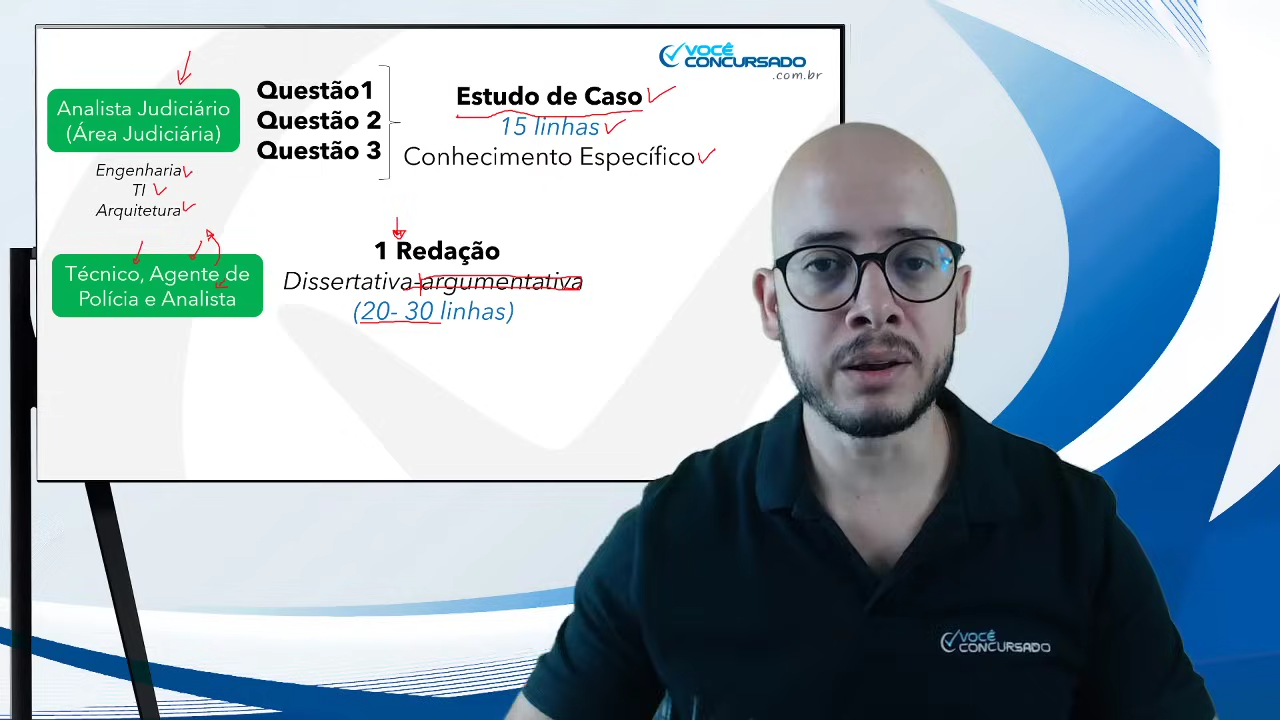 VOCÊ
CONCURSADO
.com.br
Analista Judiciário
(Área Judiciária)
Questão1
Questão 2
Questão 3
Estudo de Caso
15 linhas
Conhecimento Específico
Engenharia
TI
Arquitetura
Técnico, Agente de
Polícia e Analista
1 Redação
Dissertativa-argumentativa
(20- 30 linhas)
VOCÊ
CONCURSADO